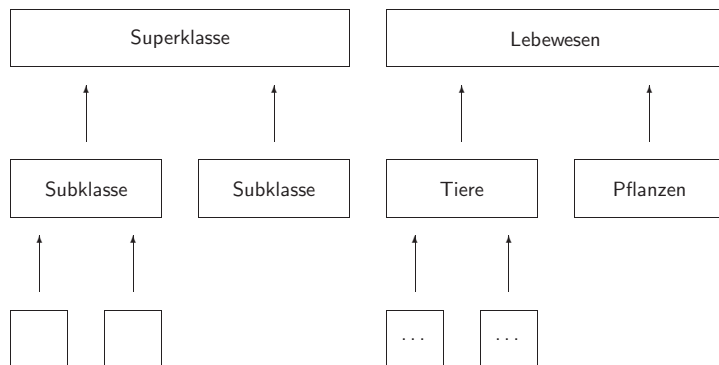 Superklasse
Lebewesen
Subklasse
Subklasse
Tiere
Pflanzen
...
...